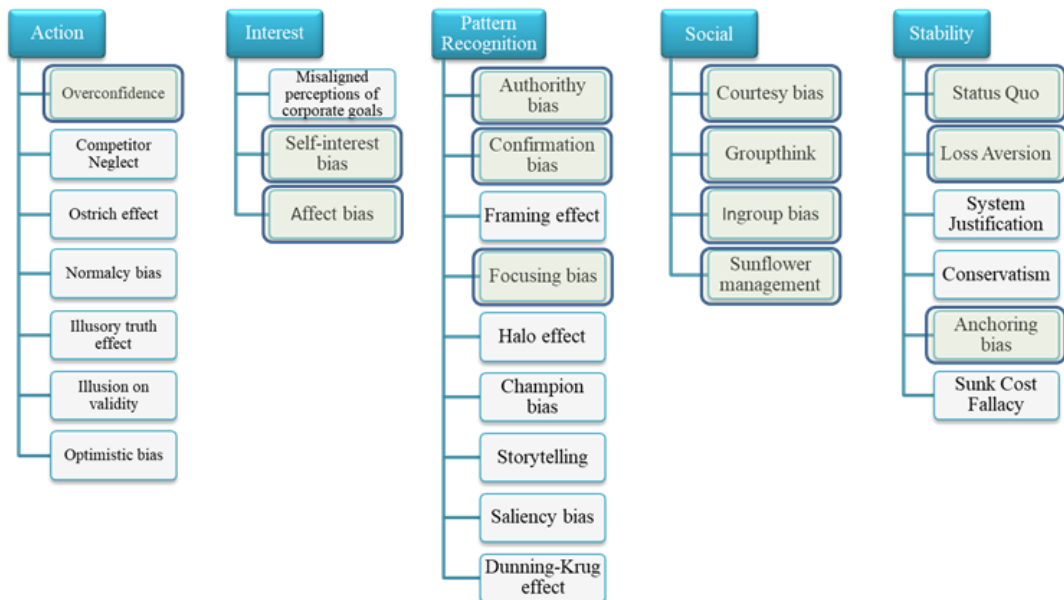 Action
Overconfidence
Competitor
Neglect
Ostrich effect
Normalcy bias
Illusory truth
effect
Illusion on
validity
Optimistic bias
Interest
Misaligned
perceptions of
corporate goals
Self-interest
bias
Affect bias
Pattern
Recognition
Authorithy
bias
Confirmation
bias
Framing effect
Focusing bias
Halo effect
Champion
bias
Storytelling
Saliency bias
Dunning-Krug
effect
Social
Courtesy bias
Groupthink
Ingroup bias
Sunflower
management
Stability
Status Quo
Loss Aversion
System
Justification
Conservatism
Anchoring
bias
Sunk Cost
Fallacy